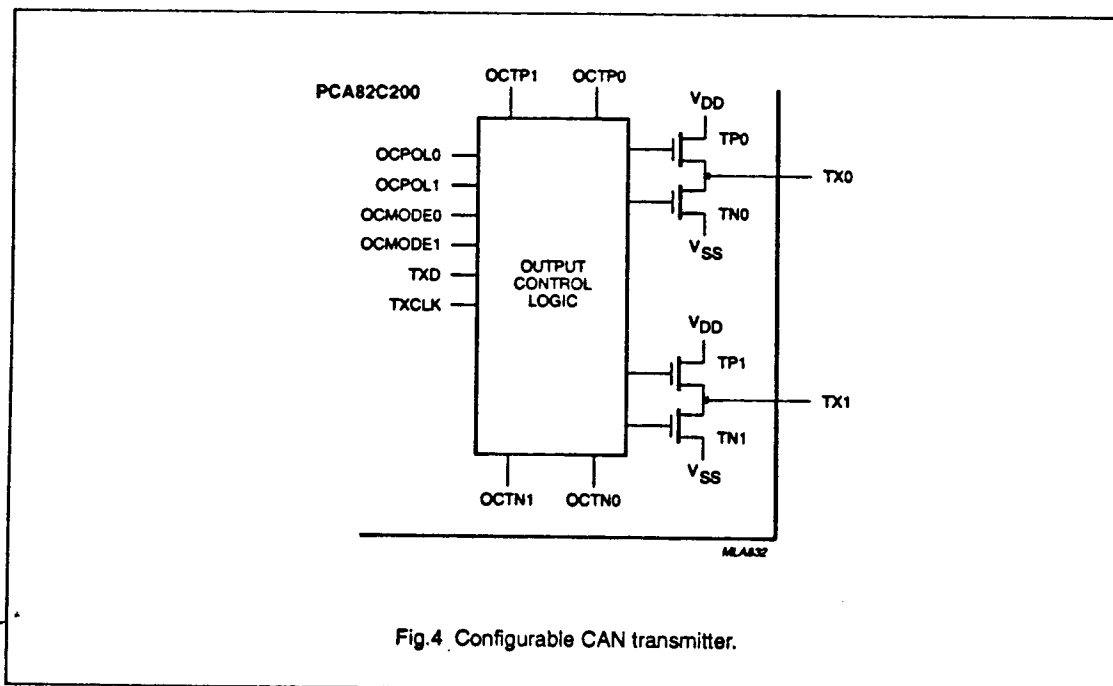 OCTP1 OCTP0
PCA82C200
VDD
TP0
OCPOL0
TX0
OCPOL1
TN0
OCMODE0
VSS
OCMODE1
OUTPUT
CONTROL
LOGIC
TXD
TXCLK
VDD
TP1
TX1
TN1
VSS
OCTN1 OCTN0
MLA632
Fig.4 Configurable CAN transmitter.